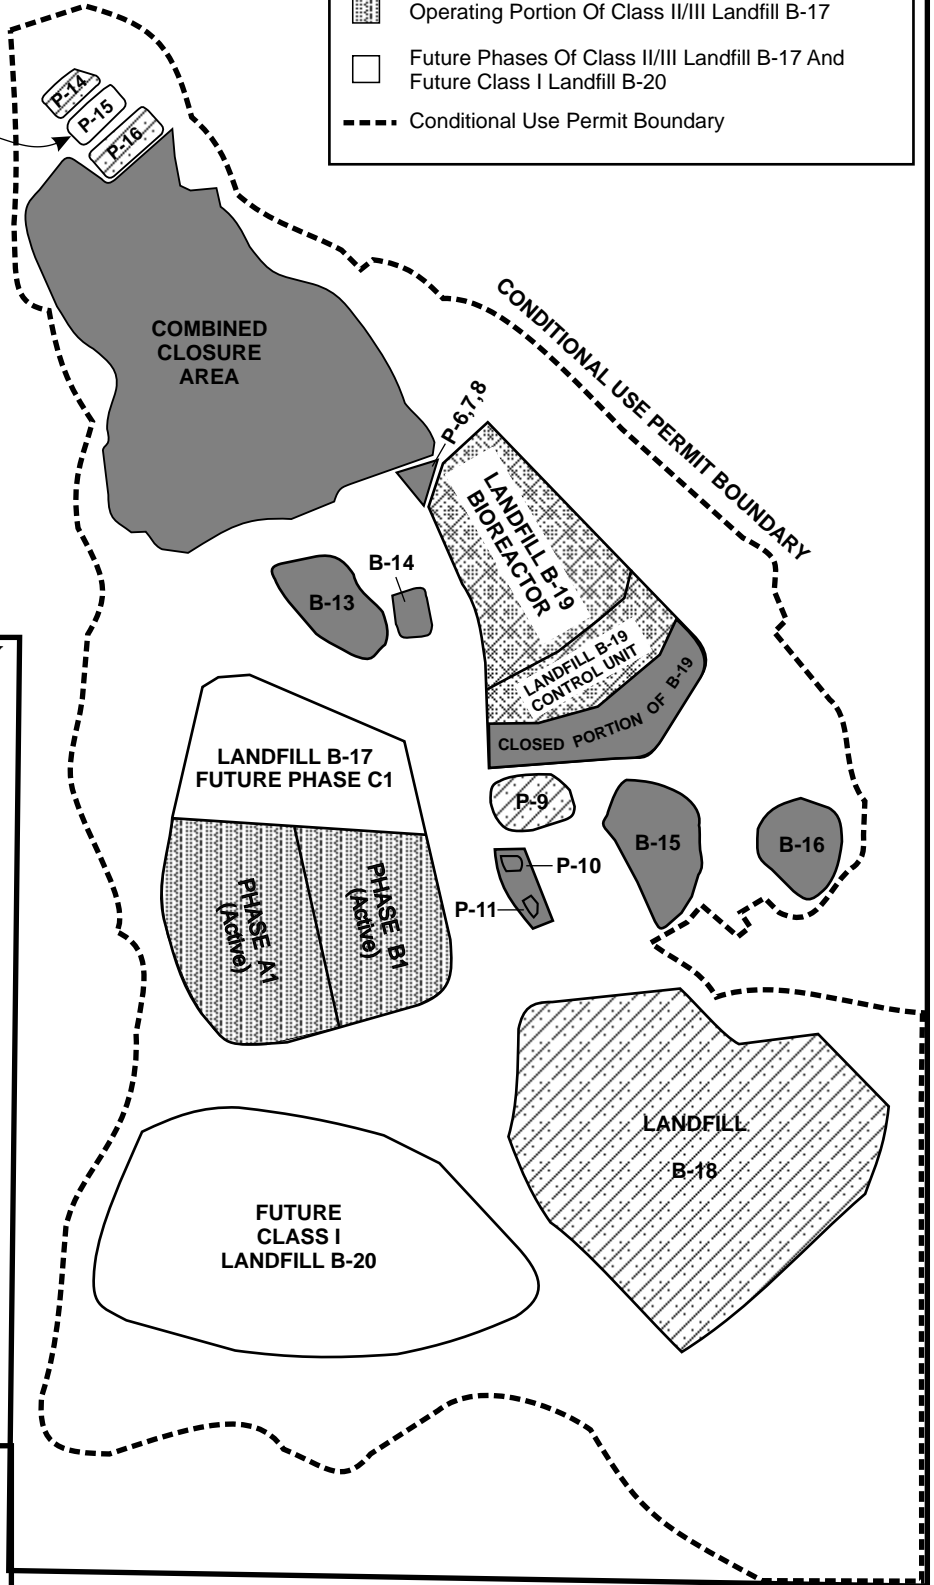 Operating Portion Of Class II/III Landfill B-17
Future Phases Of Class II/III Landfill B-17 And
Future Class I Landfill B-20
Conditional Use Permit Boundary
P-14
P-15
P-16
CONDITIONAL USE PERMIT BOUNDARY
COMBINED
CLOSURE
AREA
P-6,7,8
LANDFILL B-19
BIOREACTOR
B-14
B-13
LANDFILL B-19
CONTROL UNIT
CLOSED PORTION OF B-19
LANDFILL B-17
FUTURE PHASE C1
P-9
B-15
B-16
P-10
P-11
PHASE A1
(Active)
PHASE B1
(Active)
LANDFILL
B-18
FUTURE
CLASS I
LANDFILL B-20